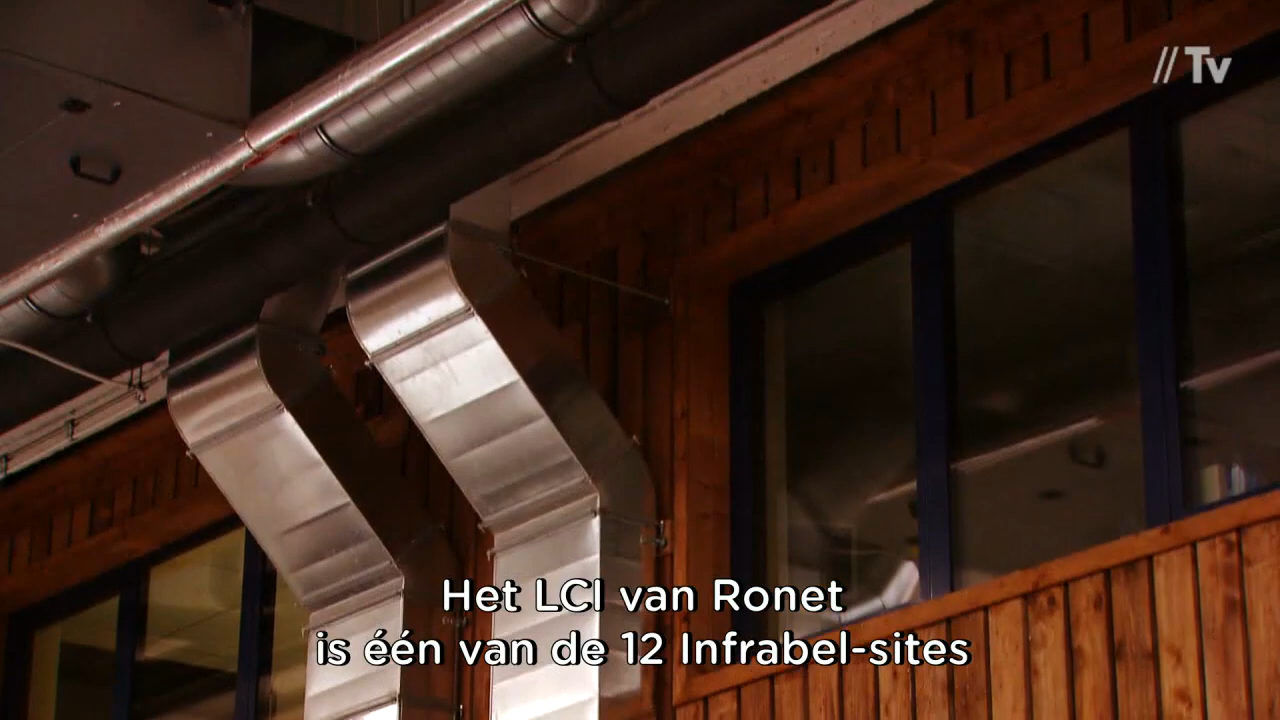 // Tv
Het LCI van Ronet
is één van de 12 Infrabel-sites